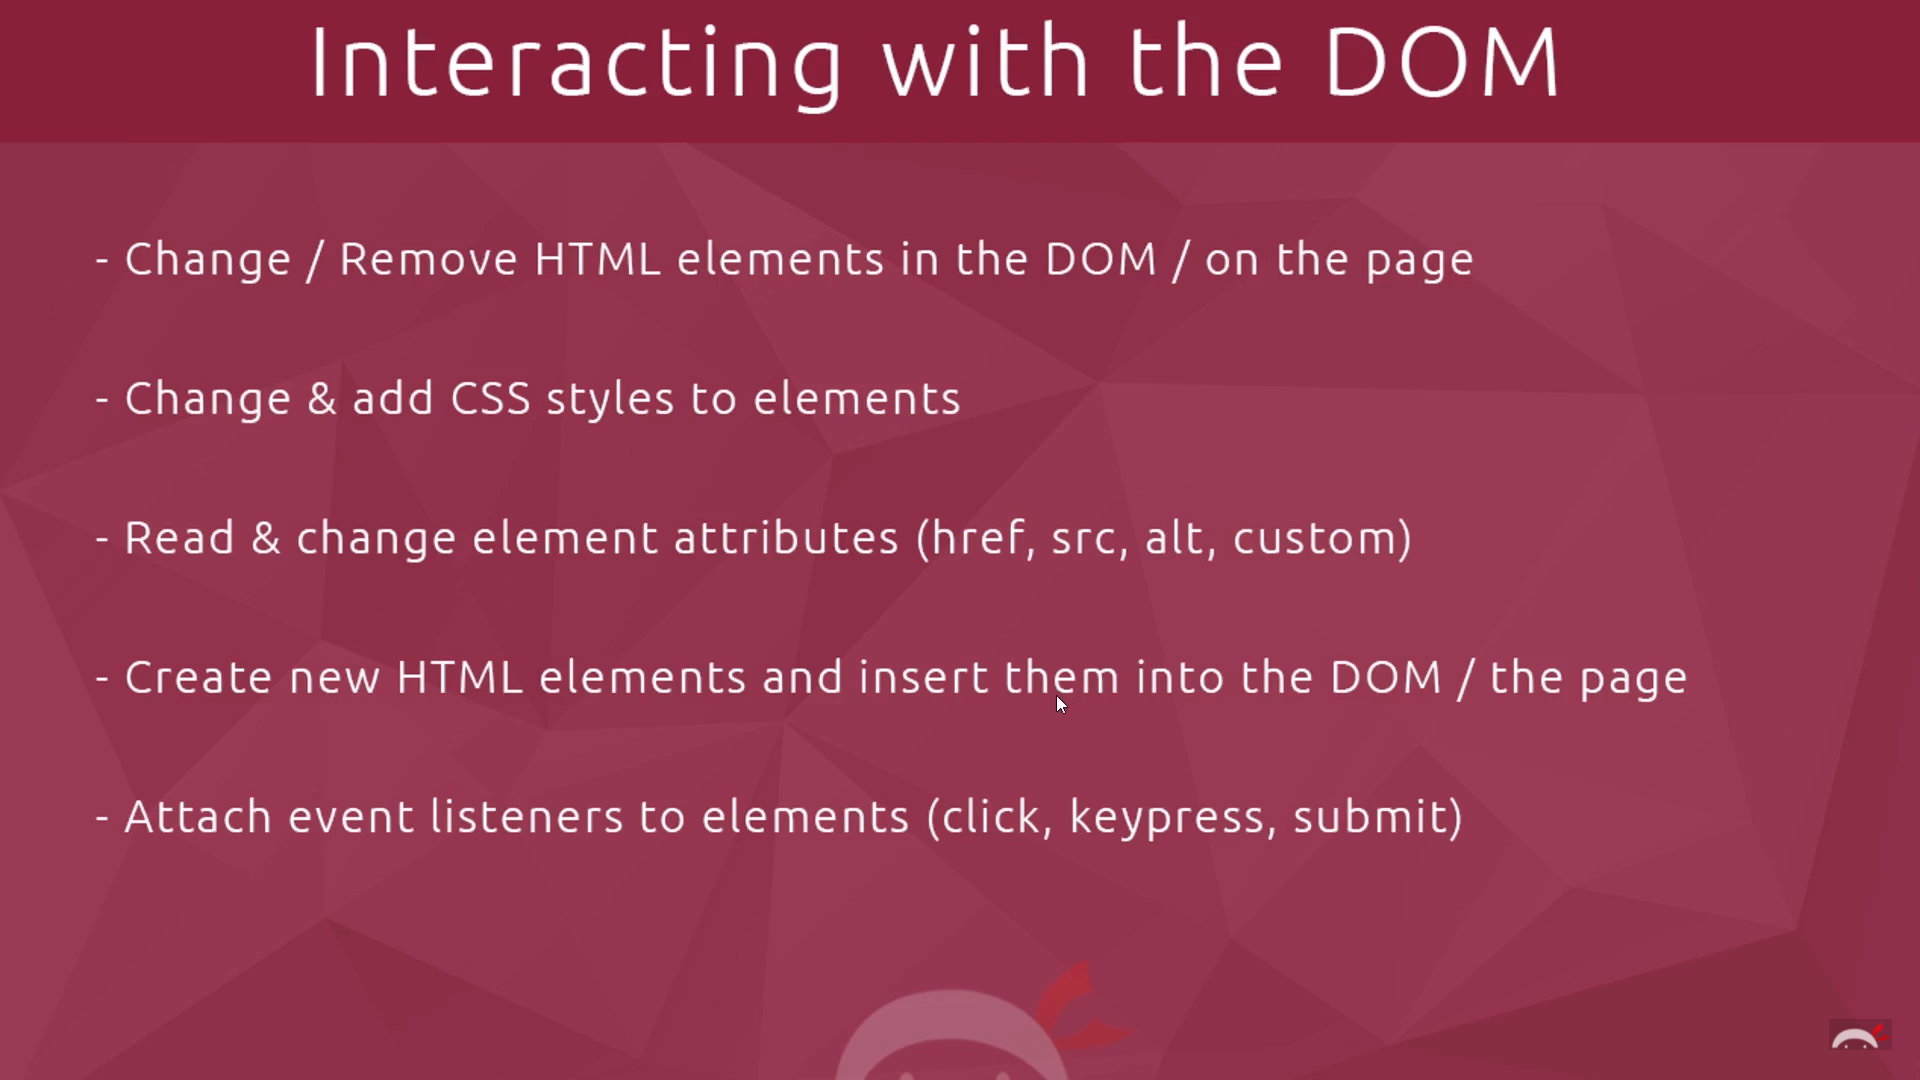 Interacting with the DOM
- Change / Remove HTML elements in the DOM / on the page
- Change & add CSS styles to elements
- Read & change element attributes (href, src, alt, custom)
- Create new HTML elements and insert them into the DOM / the page
- Attach event listeners to elements (click, keypress, submit)